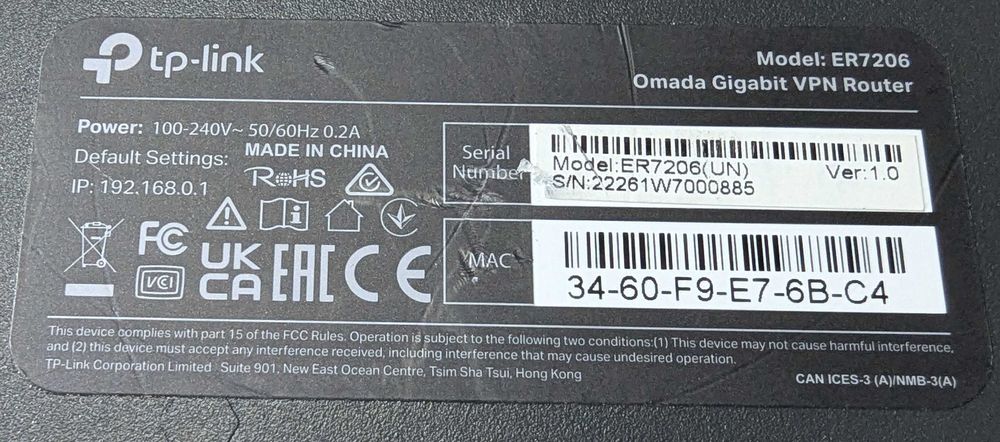 tp-link
Model: ER7206
Omada Gigabit VPN Router
Power: 100-240V~ 50/60Hz 0.2A
Default Settings: MADE IN CHINA
IP: 192.168.0.1
RoHS
FC
VCI
UK
CA
EAC
CE
Serial
Number
Model:ER7206(UN) Ver:1.0
S/N:22261W7000885
MAC
34-60-F9-E7-6B-C4
This device complies with part 15 of the FCC Rules. Operation is subject to the following two conditions:(1) This device may not cause harmful interference,
and (2) this device must accept any interference received, including interference that may cause undesired operation.
TP-Link Corporation Limited Suite 901, New East Ocean Centre, Tsim Sha Tsui, Hong Kong
CAN ICES-3 (A)/NMB-3(A)